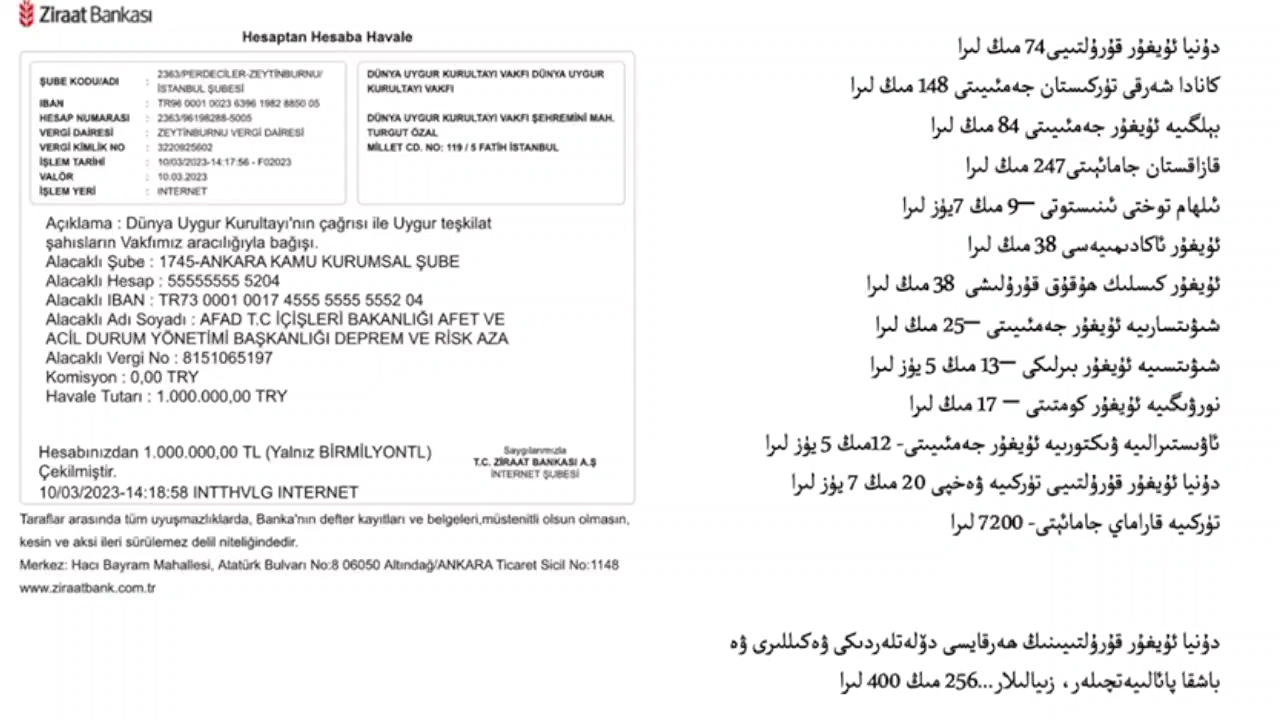 Ziraat Bankası
Hesaptan Hesaba Havale
ŞUBE KODU/ADI : 2363/PERDECİLER-ZEYTİNBURNU/
İSTANBUL ŞUBESİ
IBAN : TR96 0001 0023 6396 1982 8850 05
HESAP NUMARASI : 2363/96198288-5005
VERGİ DAİRESİ : ZEYTİNBURNU VERGİ DAİRESİ
VERGİ KİMLİK NO : 3220925602
İŞLEM TARİHİ : 10/03/2023-14:17:56 - F02023
VALÖR : 10.03.2023
İŞLEM YERİ : INTERNET
DÜNYA UYGUR KURULTAYI VAKFI DÜNYA UYGUR
KURULTAYI VAKFI
DÜNYA UYGUR KURULTAYI VAKFI ŞEHREMİNİ MAH.
TURGUT ÖZAL
MİLLET CD. NO: 119 / 5 FATİH İSTANBUL
Açıklama : Dünya Uygur Kurultayı'nın çağrısı ile Uygur teşkilat
şahısların Vakfımız aracılığıyla bağışı.
Alacaklı Şube : 1745-ANKARA KAMU KURUMSAL ŞUBE
Alacaklı Hesap : 55555555 5204
Alacaklı IBAN : TR73 0001 0017 4555 5555 5552 04
Alacaklı Adı Soyadı : AFAD T.C İÇİŞLERİ BAKANLIĞI AFET VE
ACİL DURUM YÖNETİMİ BAŞKANLIĞI DEPREM VE RİSK AZA
Alacaklı Vergi No : 8151065197
Komisyon : 0,00 TRY
Havale Tutarı : 1.000.000,00 TRY
Hesabınızdan 1.000.000,00 TL (Yalnız BİRMİLYONTL)
Çekilmiştir.
10/03/2023-14:18:58 INTTHVLG INTERNET
Saygılarımızla
T.C. ZİRAAT BANKASI A.Ş
İNTERNET ŞUBESİ
Taraflar arasında tüm uyuşmazlıklarda, Banka'nın defter kayıtları ve belgeleri,müstenitli olsun olmasın,
kesin ve aksi ileri sürülemez delil niteliğindedir.
Merkez: Hacı Bayram Mahallesi, Atatürk Bulvarı No:8 06050 Altındağ/ANKARA Ticaret Sicil No:1148
www.ziraatbank.com.tr
دۇنيا ئۇيغۇر قۇرۇلتىيى74 مىڭ لىرا
كانادا شەرقى تۈركىستان جەمئىيىتى 148 مىڭ لىرا
بېلگىيە ئۇيغۇر جەمئىيىتى 84 مىڭ لىرا
قازاقىستان جامائىتى247 مىڭ لىرا
ئىلھام توختى ئىنىستوتى —9 مىڭ 7يۈز لىرا
ئۇيغۇر ئاكادېمىيەسى 38 مىڭ لىرا
ئۇيغۇر كىسلىك ھوقۇق قۇرۇلىشى 38 مىڭ لىرا
شىۋىتسارىيە ئۇيغۇر جەمئىيىتى —25 مىڭ لىرا
شىۋىتسىيە ئۇيغۇر بىرلىكى —13 مىڭ 5 يۈز لىرا
نورۋىگىيە ئۇيغۇر كومتىتى — 17 مىڭ لىرا
ئاۋىستىرالىيە ۋىكتورىيە ئۇيغۇر جەمئىيىتى- 12مىڭ 5 يۈز لىرا
دۇنيا ئۇيغۇر قۇرۇلتىيى تۈركىيە ۋەخپى 20 مىڭ 7 يۈز لىرا
تۈركىيە قاراماي جامائىتى- 7200 لىرا
دۇنيا ئۇيغۇر قۇرۇلتىيىنىڭ ھەرقايسى دۆلەتلەردىكى ۋەكىللىرى ۋە
باشقا پائالىيەتچىلەر ، زىيالىلار...256 مىڭ 400 لىرا